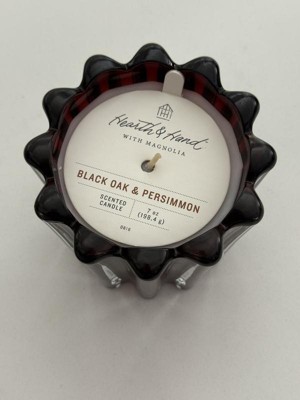 Hearth & Hand
WITH MAGNOLIA
BLACK OAK & PERSIMMON
SCENTED
CANDLE
7 oz
(198.4 g)